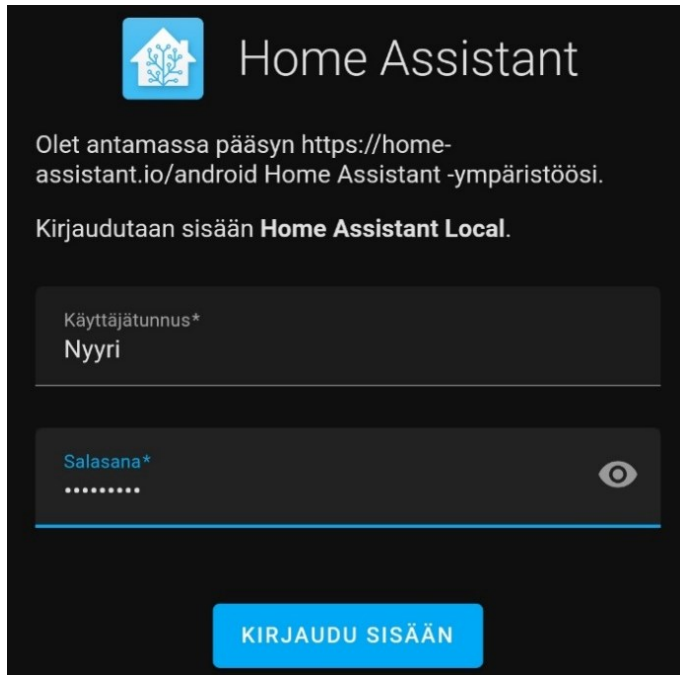 Home Assistant
Olet antamassa pääsyn https://home-
assistant.io/android Home Assistant -ympäristöösi.
Kirjaudutaan sisään Home Assistant Local.
Käyttäjätunnus*
Nyyri
Salasana*
•••••••••
KIRJAUDU SISÄÄN